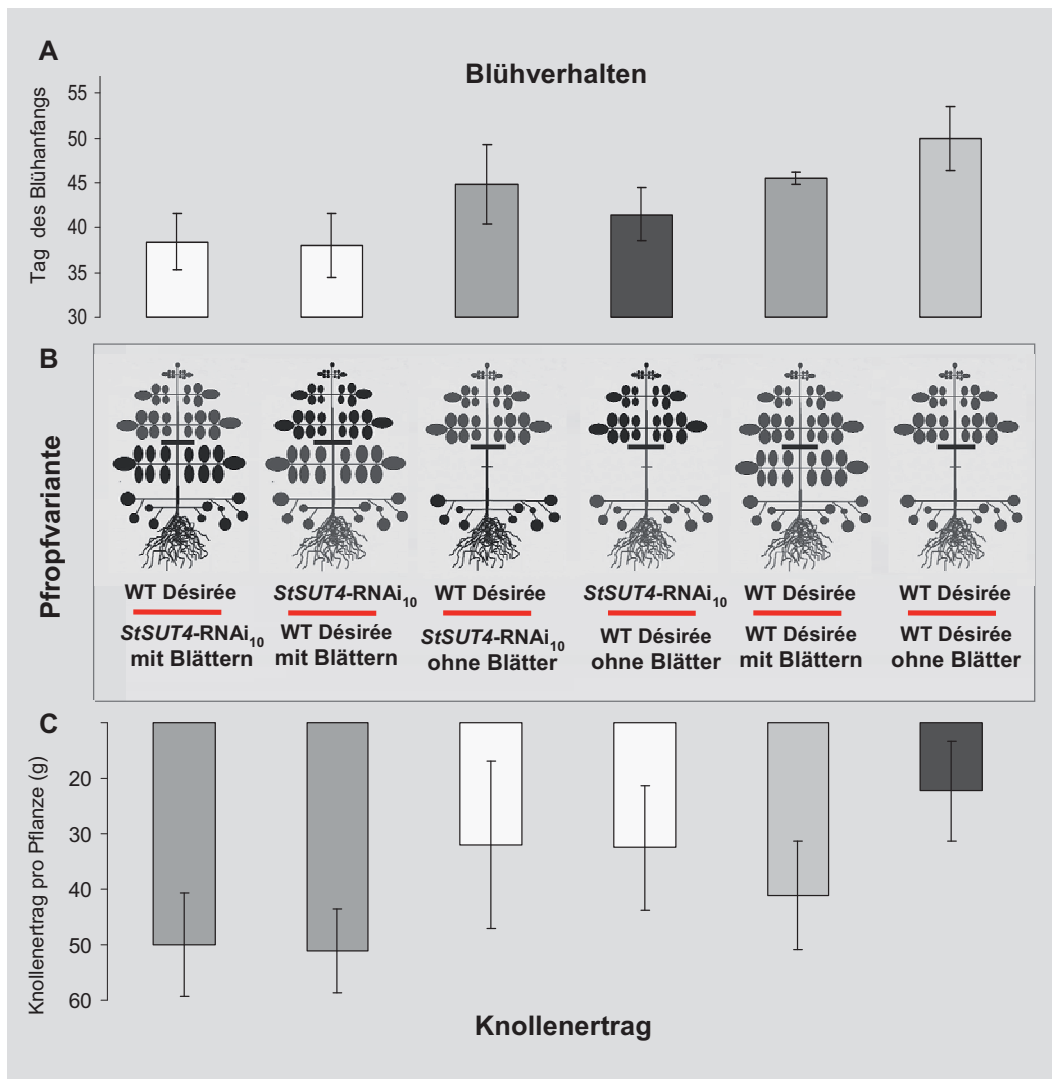 A
Blühverhalten
Tag des Blühanfangs
55
50
45
40
35
30
B
Pfropfvariante
WT Désirée
StSUT4-RNAi10
mit Blättern
StSUT4-RNAi10
WT Désirée
mit Blättern
WT Désirée
StSUT4-RNAi10
ohne Blätter
StSUT4-RNAi10
WT Désirée
ohne Blätter
WT Désirée
WT Désirée
mit Blättern
WT Désirée
WT Désirée
ohne Blätter
C
Knollenertrag pro Pflanze (g)
20
30
40
50
60
Knollenertrag